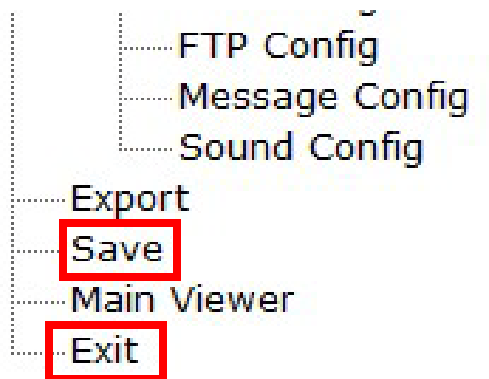 FTP Config
Message Config
Sound Config
Export
Save
Main Viewer
Exit